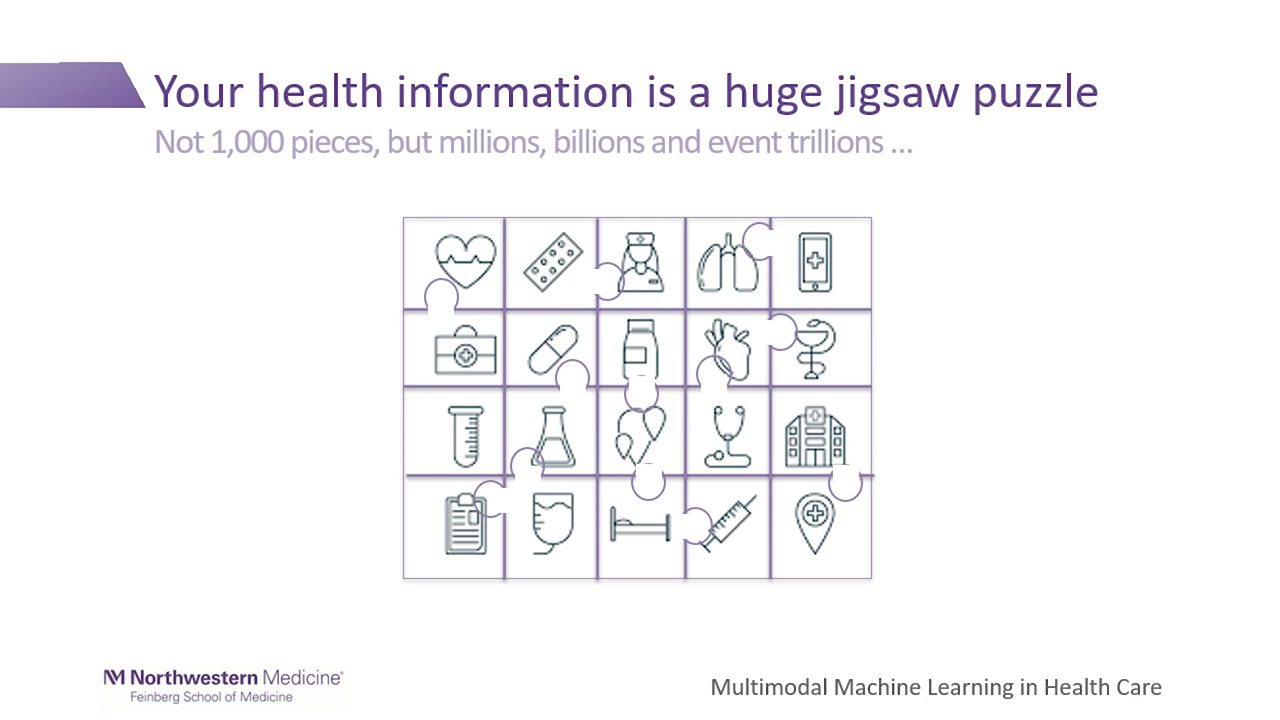 Your health information is a huge jigsaw puzzle
Not 1,000 pieces, but millions, billions and event trillions ...
NM Northwestern Medicine®
Feinberg School of Medicine
Multimodal Machine Learning in Health Care